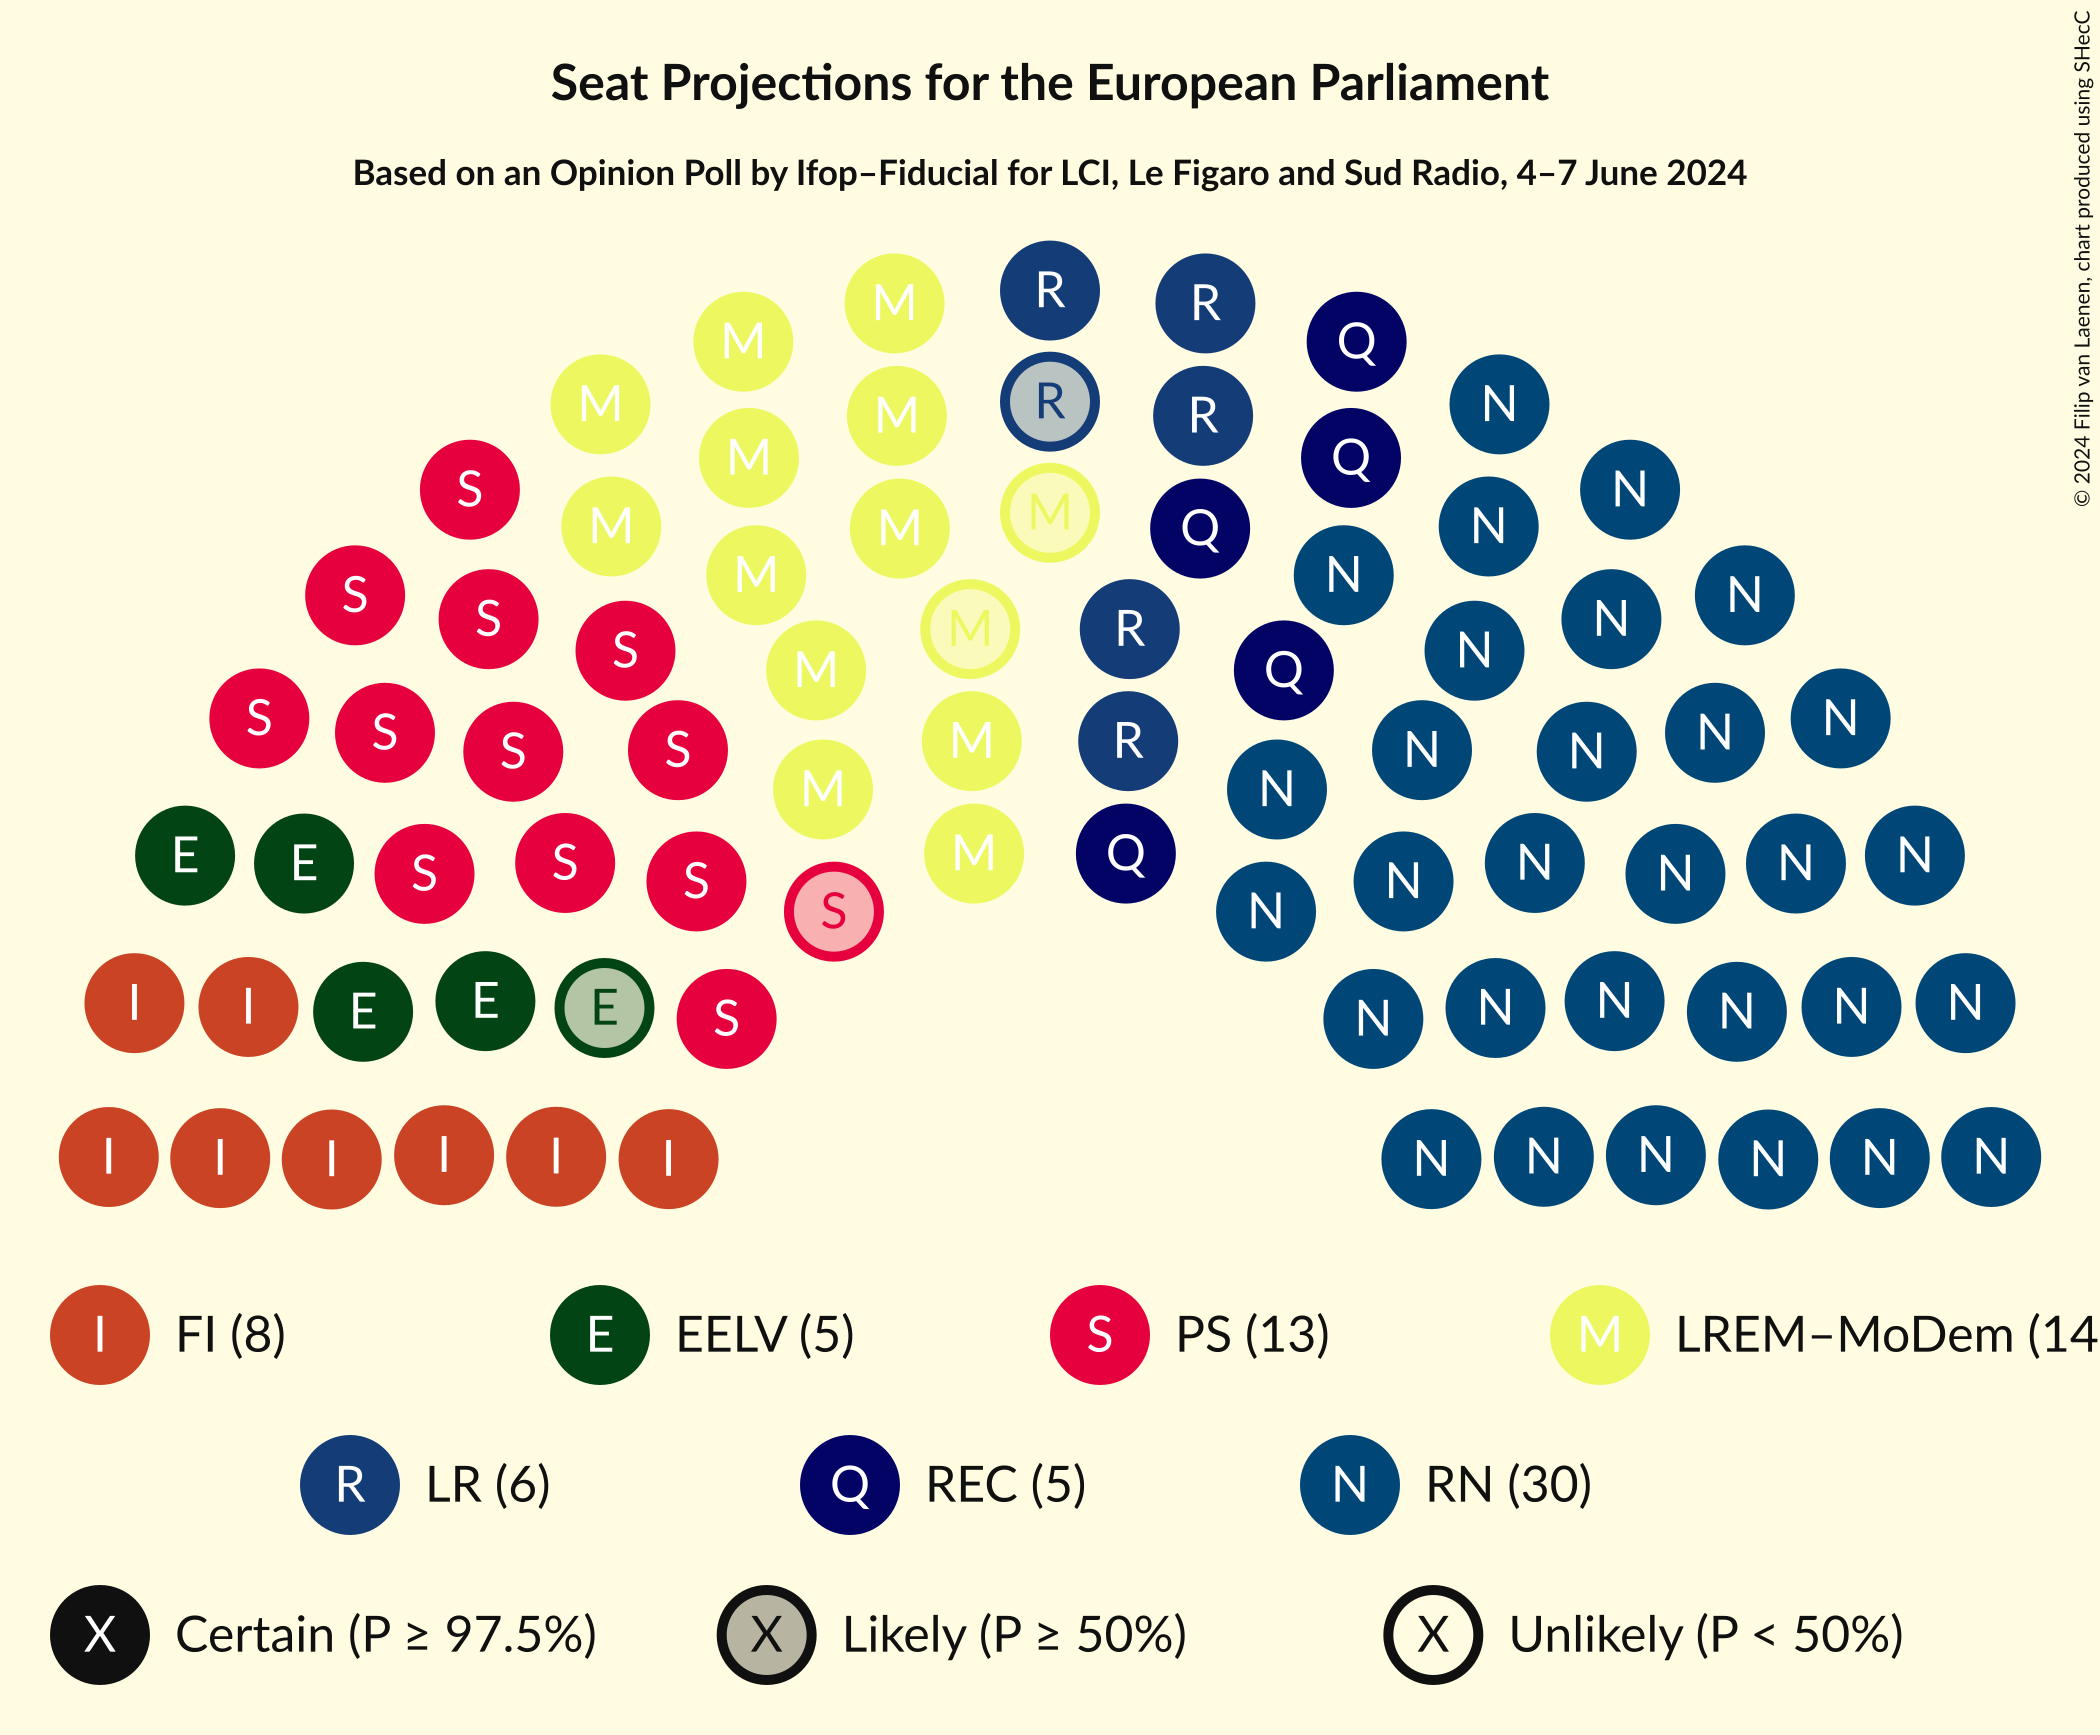 Seat Projections for the European Parliament
Based on an Opinion Poll by Ifop–Fiducial for LCI, Le Figaro and Sud Radio, 4–7 June 2024
© 2024 Filip van Laenen, chart produced using SHecC
R
M R
M Q
M R N
M R
M Q
S M N
M M Q
M N
S M N
S M R N
S M Q N
S M R N
S S N N
S S M N N
E E S M Q N N
S S N N N
S N N
I I E E E S N N N N N N
I I I I I I N N N N N N
I FI (8) E EELV (5) S PS (13) M LREM–MoDem (14
R LR (6) Q REC (5) N RN (30)
X Certain (P ≥ 97.5%) X Likely (P ≥ 50%) X Unlikely (P < 50%)